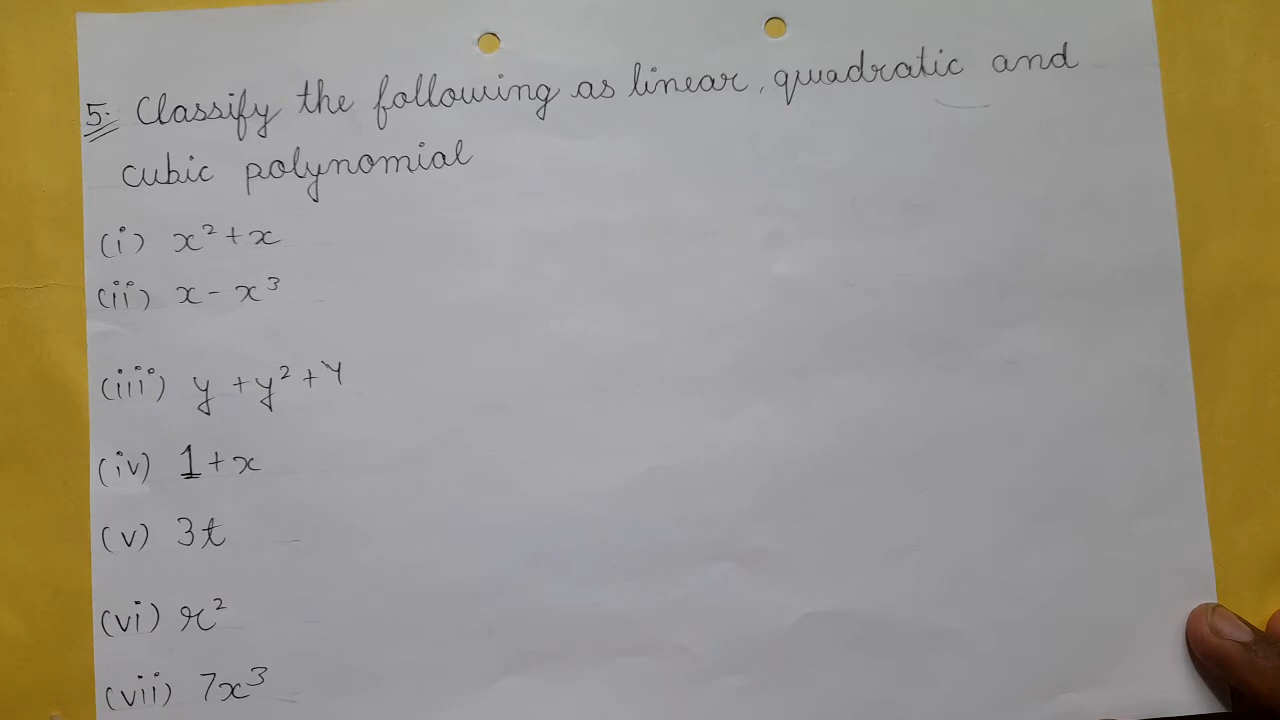 5. Classify the following as linear, quadratic and
cubic polynomial
(i) x² + x
(ii) x - x³
(iii) y + y² + 4
(iv) 1 + x
(v) 3t
(vi) r²
(vii) 7x³